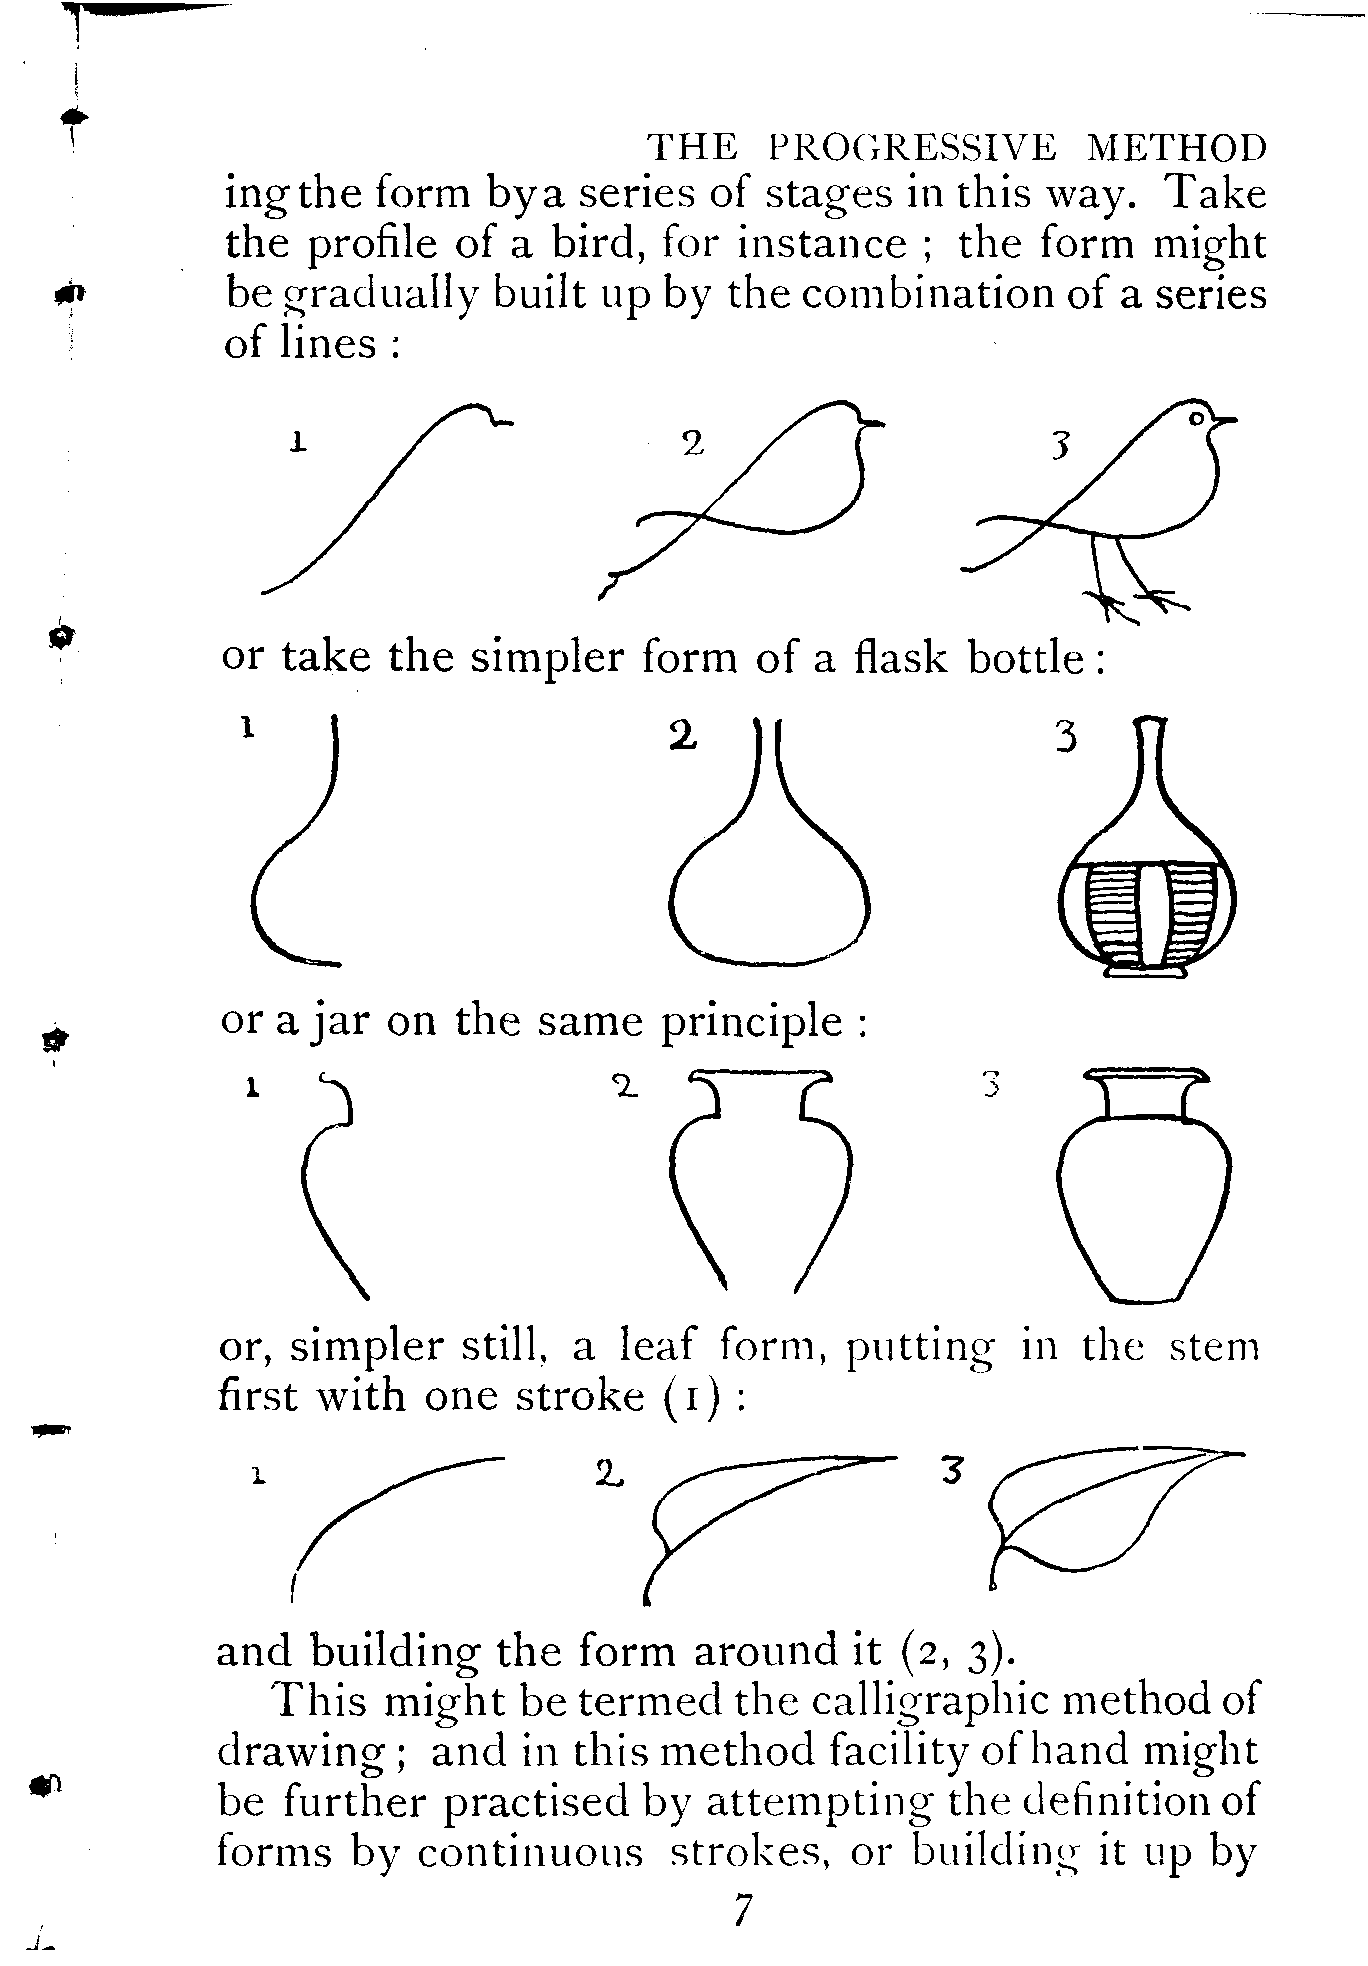 THE PROGRESSIVE METHOD
ing the form by a series of stages in this way. Take
the profile of a bird, for instance ; the form might
be gradually built up by the combination of a series
of lines :
1 2 3
or take the simpler form of a flask bottle :
1 2 3
or a jar on the same principle :
1 2 3
or, simpler still, a leaf form, putting in the stem
first with one stroke (1) :
1 2 3
and building the form around it (2, 3).
This might be termed the calligraphic method of
drawing ; and in this method facility of hand might
be further practised by attempting the definition of
forms by continuous strokes, or building it up by
7